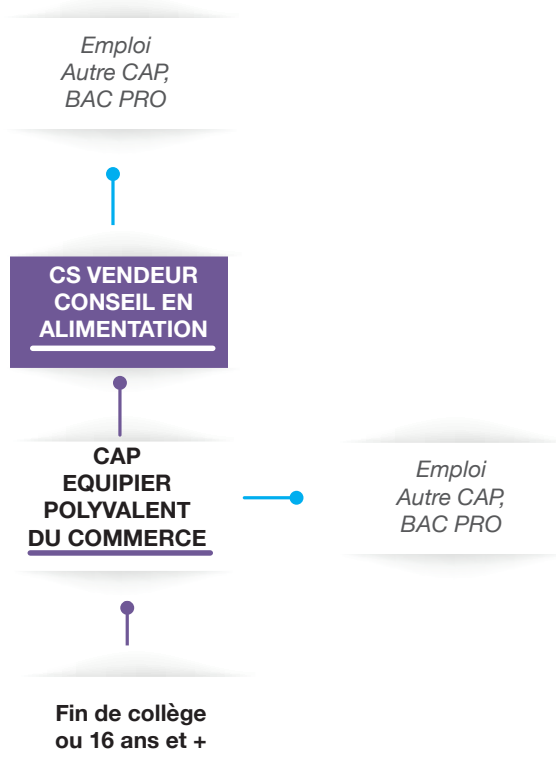 Emploi
Autre CAP,
BAC PRO
CS VENDEUR
CONSEIL EN
ALIMENTATION
CAP
EQUIPIER
POLYVALENT
DU COMMERCE
Emploi
Autre CAP,
BAC PRO
Fin de collège
ou 16 ans et +